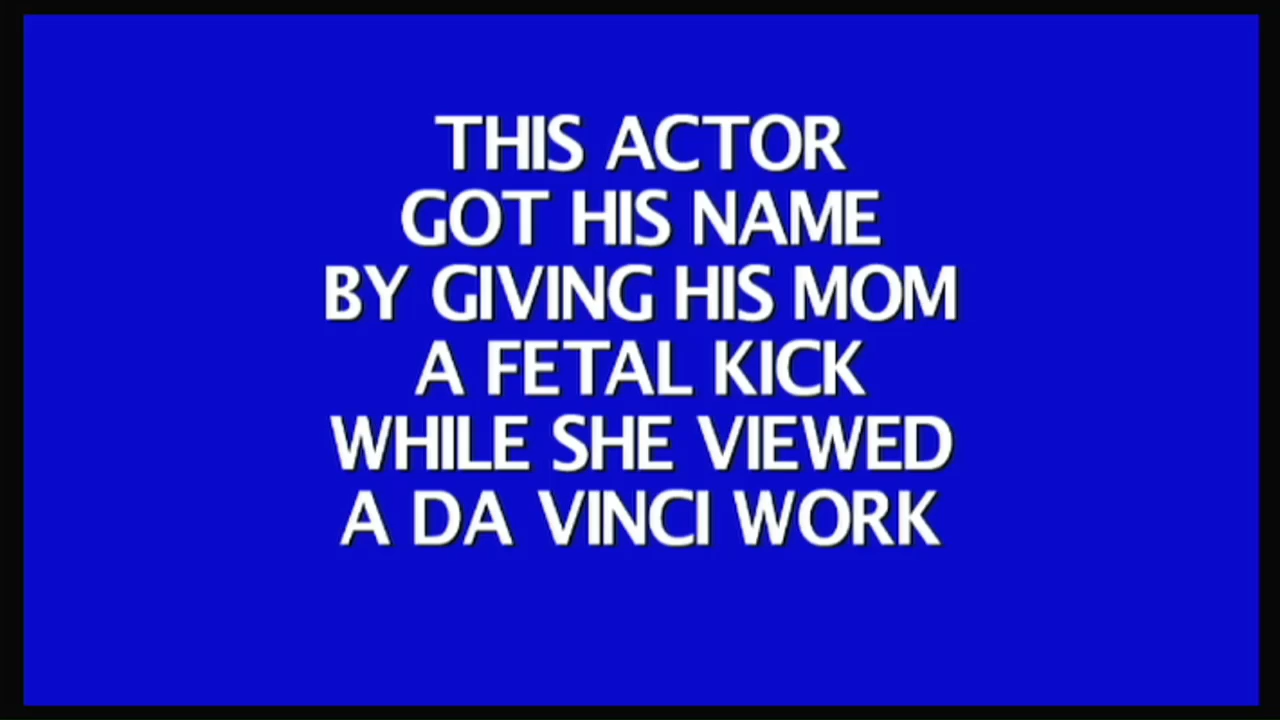 THIS ACTOR
GOT HIS NAME
BY GIVING HIS MOM
A FETAL KICK
WHILE SHE VIEWED
A DA VINCI WORK